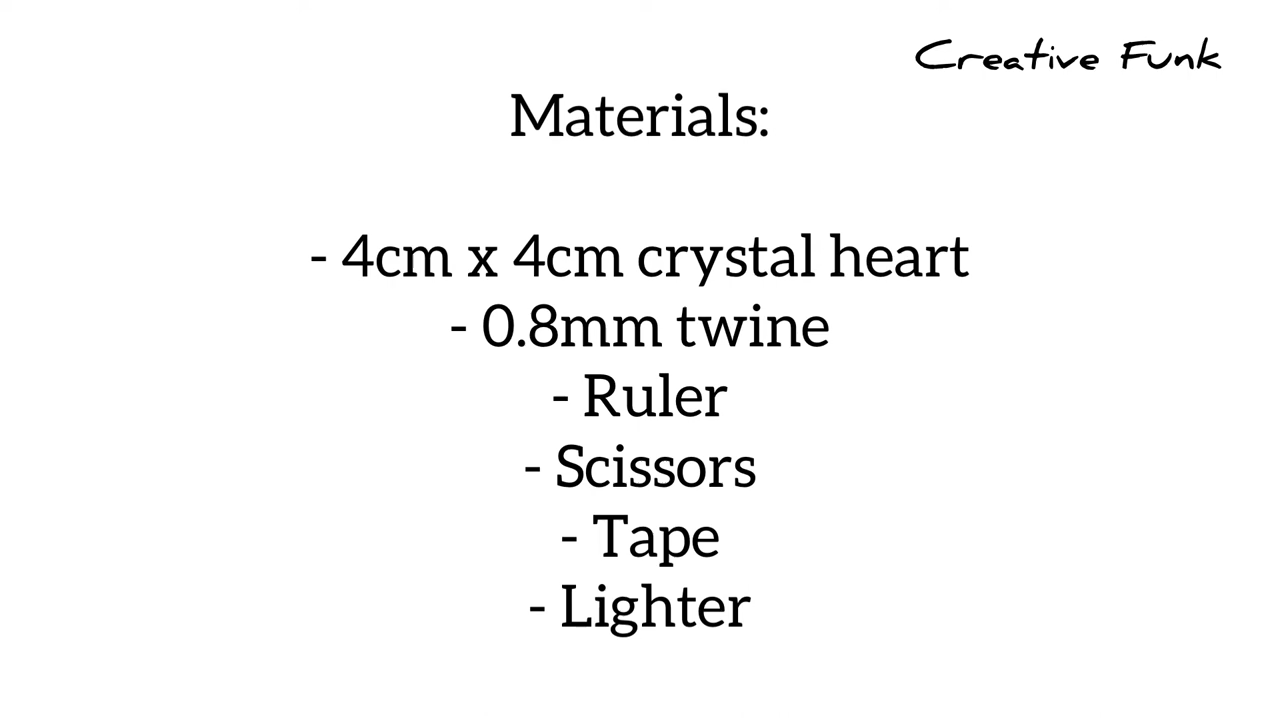 Creative Funk
Materials:
- 4cm x 4cm crystal heart
- 0.8mm twine
- Ruler
- Scissors
- Tape
- Lighter